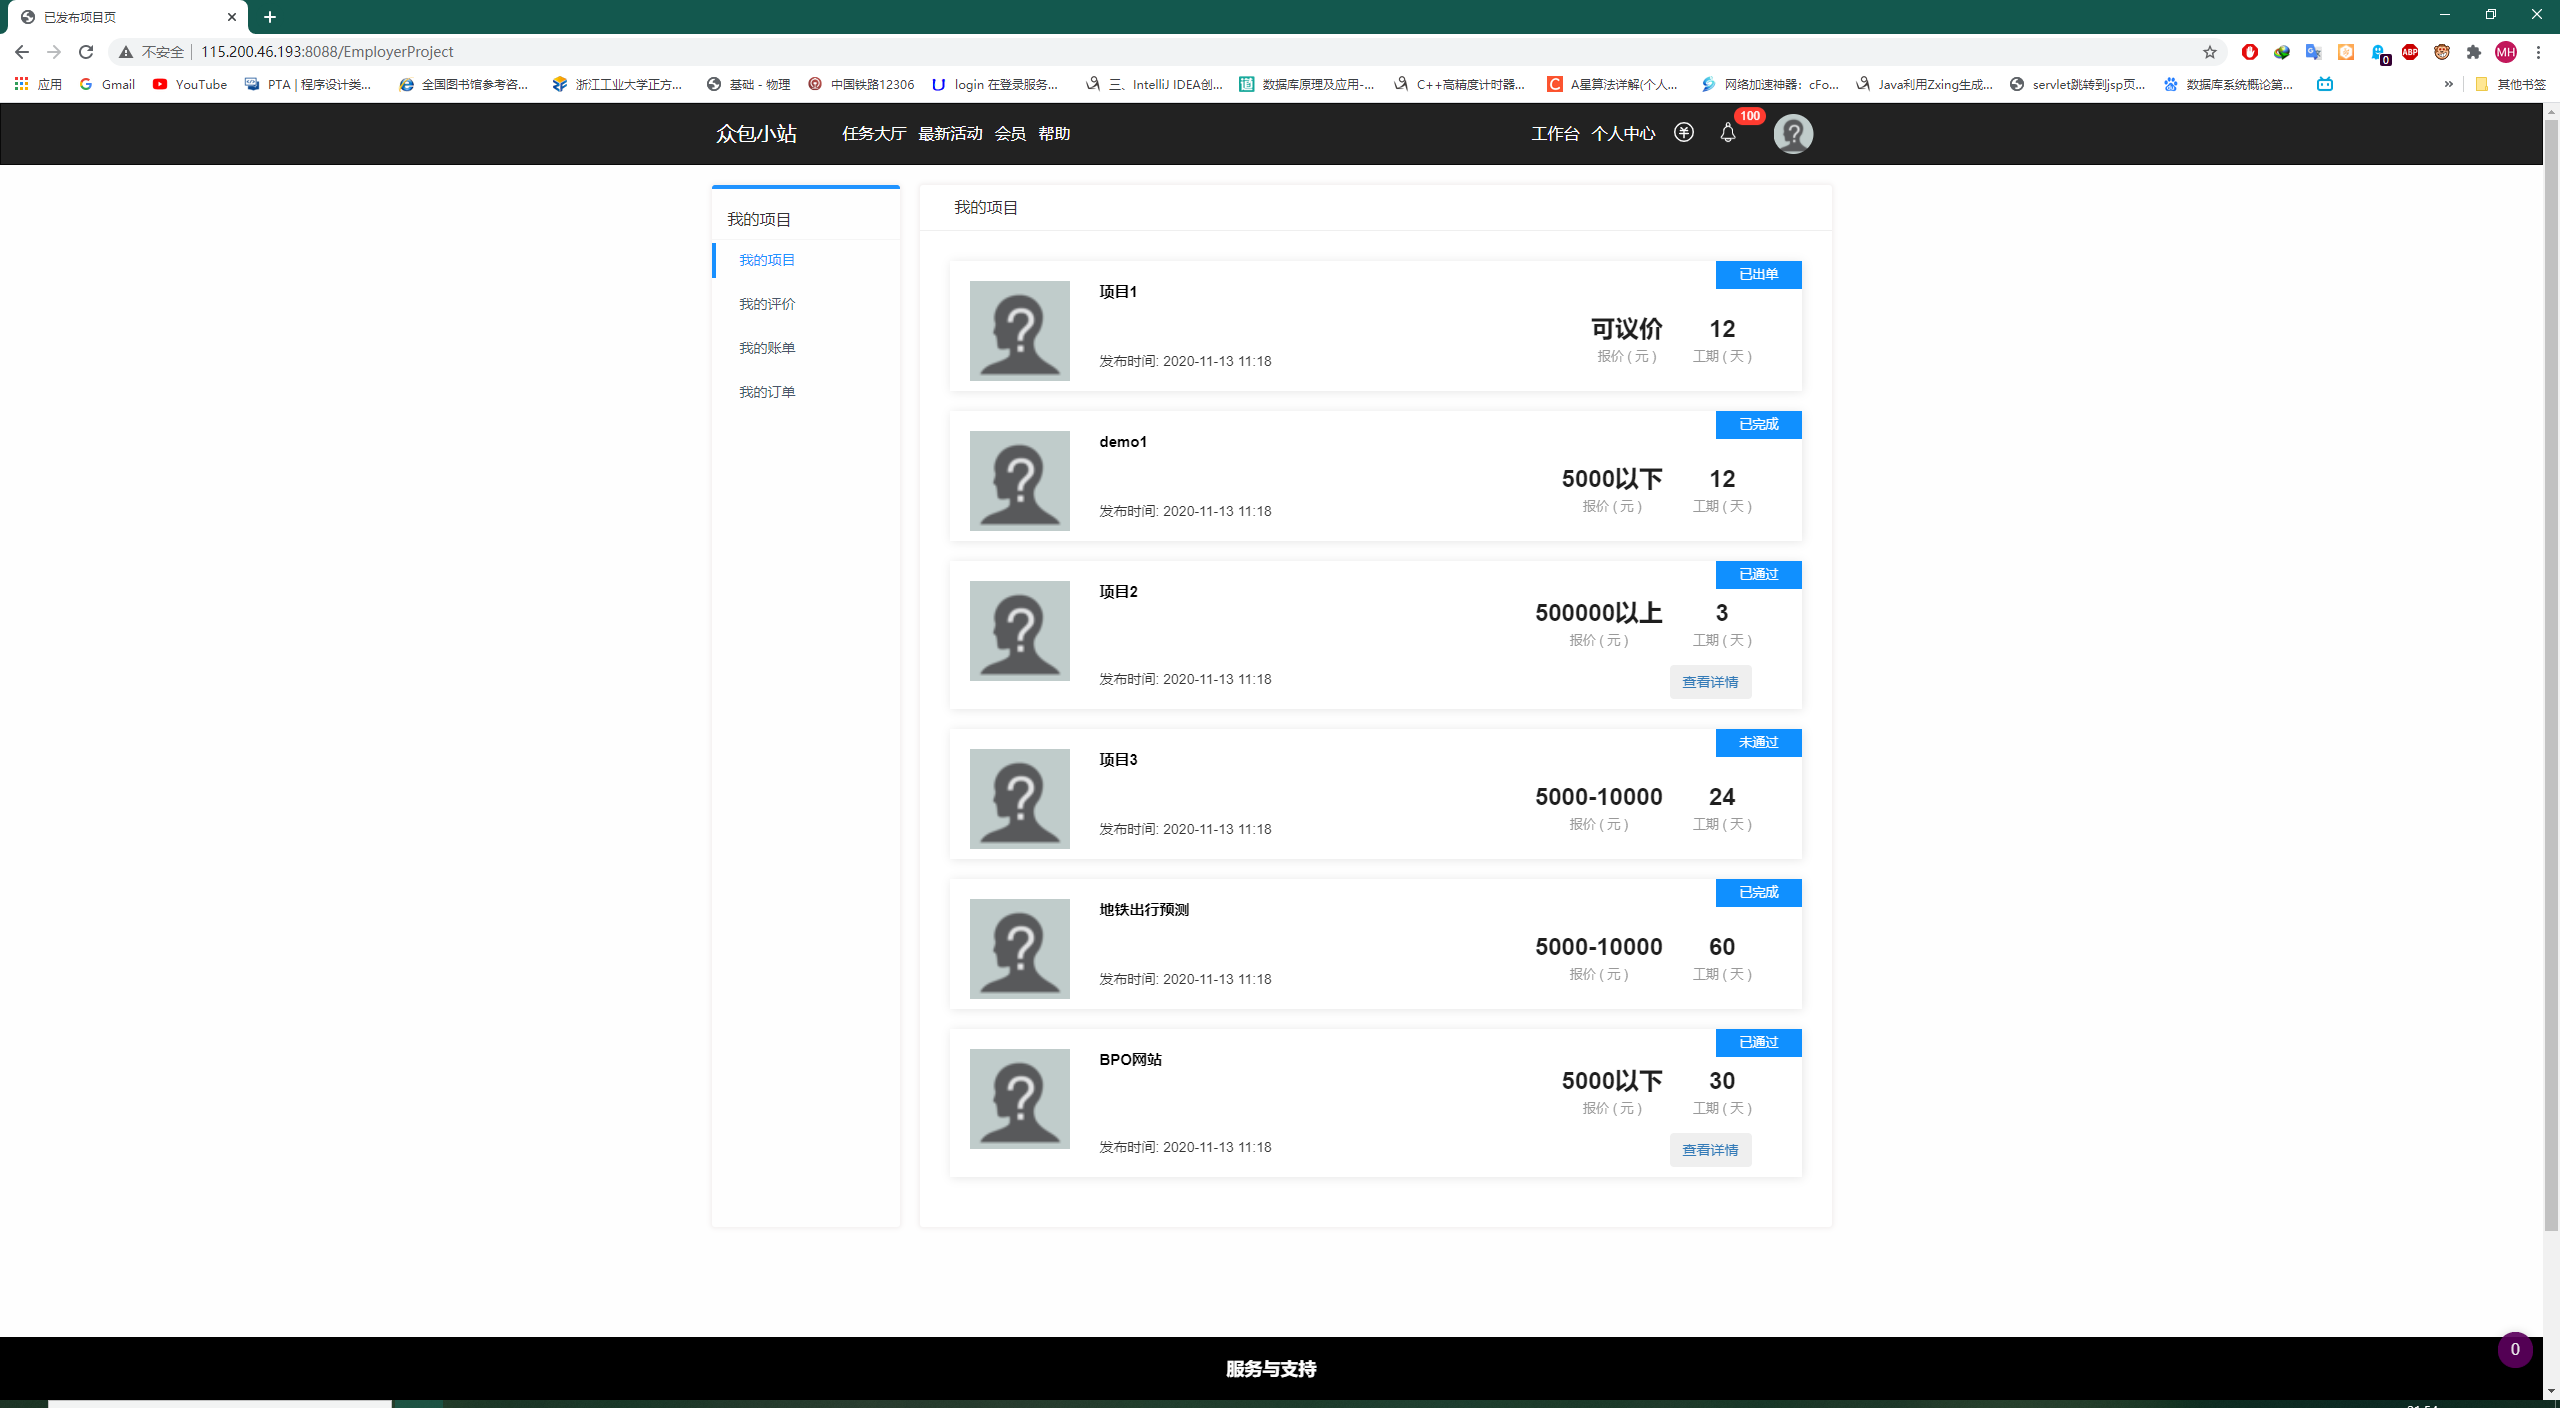 已发布项目页
不安全 115.200.46.193:8088/EmployerProject
MH
应用 Gmail YouTube PTA | 程序设计类... 全国图书馆参考咨... 浙江工业大学正方... 基础 - 物理 中国铁路12306 login 在登录服务... 三、IntelliJ IDEA创... 数据库原理及应用-... C++高精度计时器... A星算法详解(个人... 网络加速神器：cFo... Java利用Zxing生成... servlet跳转到jsp页... 数据库系统概论第... » 其他书签
众包小站 任务大厅 最新活动 会员 帮助 工作台 个人中心 100
我的项目
我的项目
我的评价
我的账单
我的订单
我的项目
已出单
项目1
可议价 12
报价 ( 元 ) 工期 ( 天 )
发布时间: 2020-11-13 11:18
已完成
demo1
5000以下 12
报价 ( 元 ) 工期 ( 天 )
发布时间: 2020-11-13 11:18
已通过
项目2
500000以上 3
报价 ( 元 ) 工期 ( 天 )
发布时间: 2020-11-13 11:18
查看详情
未通过
项目3
5000-10000 24
报价 ( 元 ) 工期 ( 天 )
发布时间: 2020-11-13 11:18
已完成
地铁出行预测
5000-10000 60
报价 ( 元 ) 工期 ( 天 )
发布时间: 2020-11-13 11:18
已通过
BPO网站
5000以下 30
报价 ( 元 ) 工期 ( 天 )
发布时间: 2020-11-13 11:18
查看详情
0
服务与支持